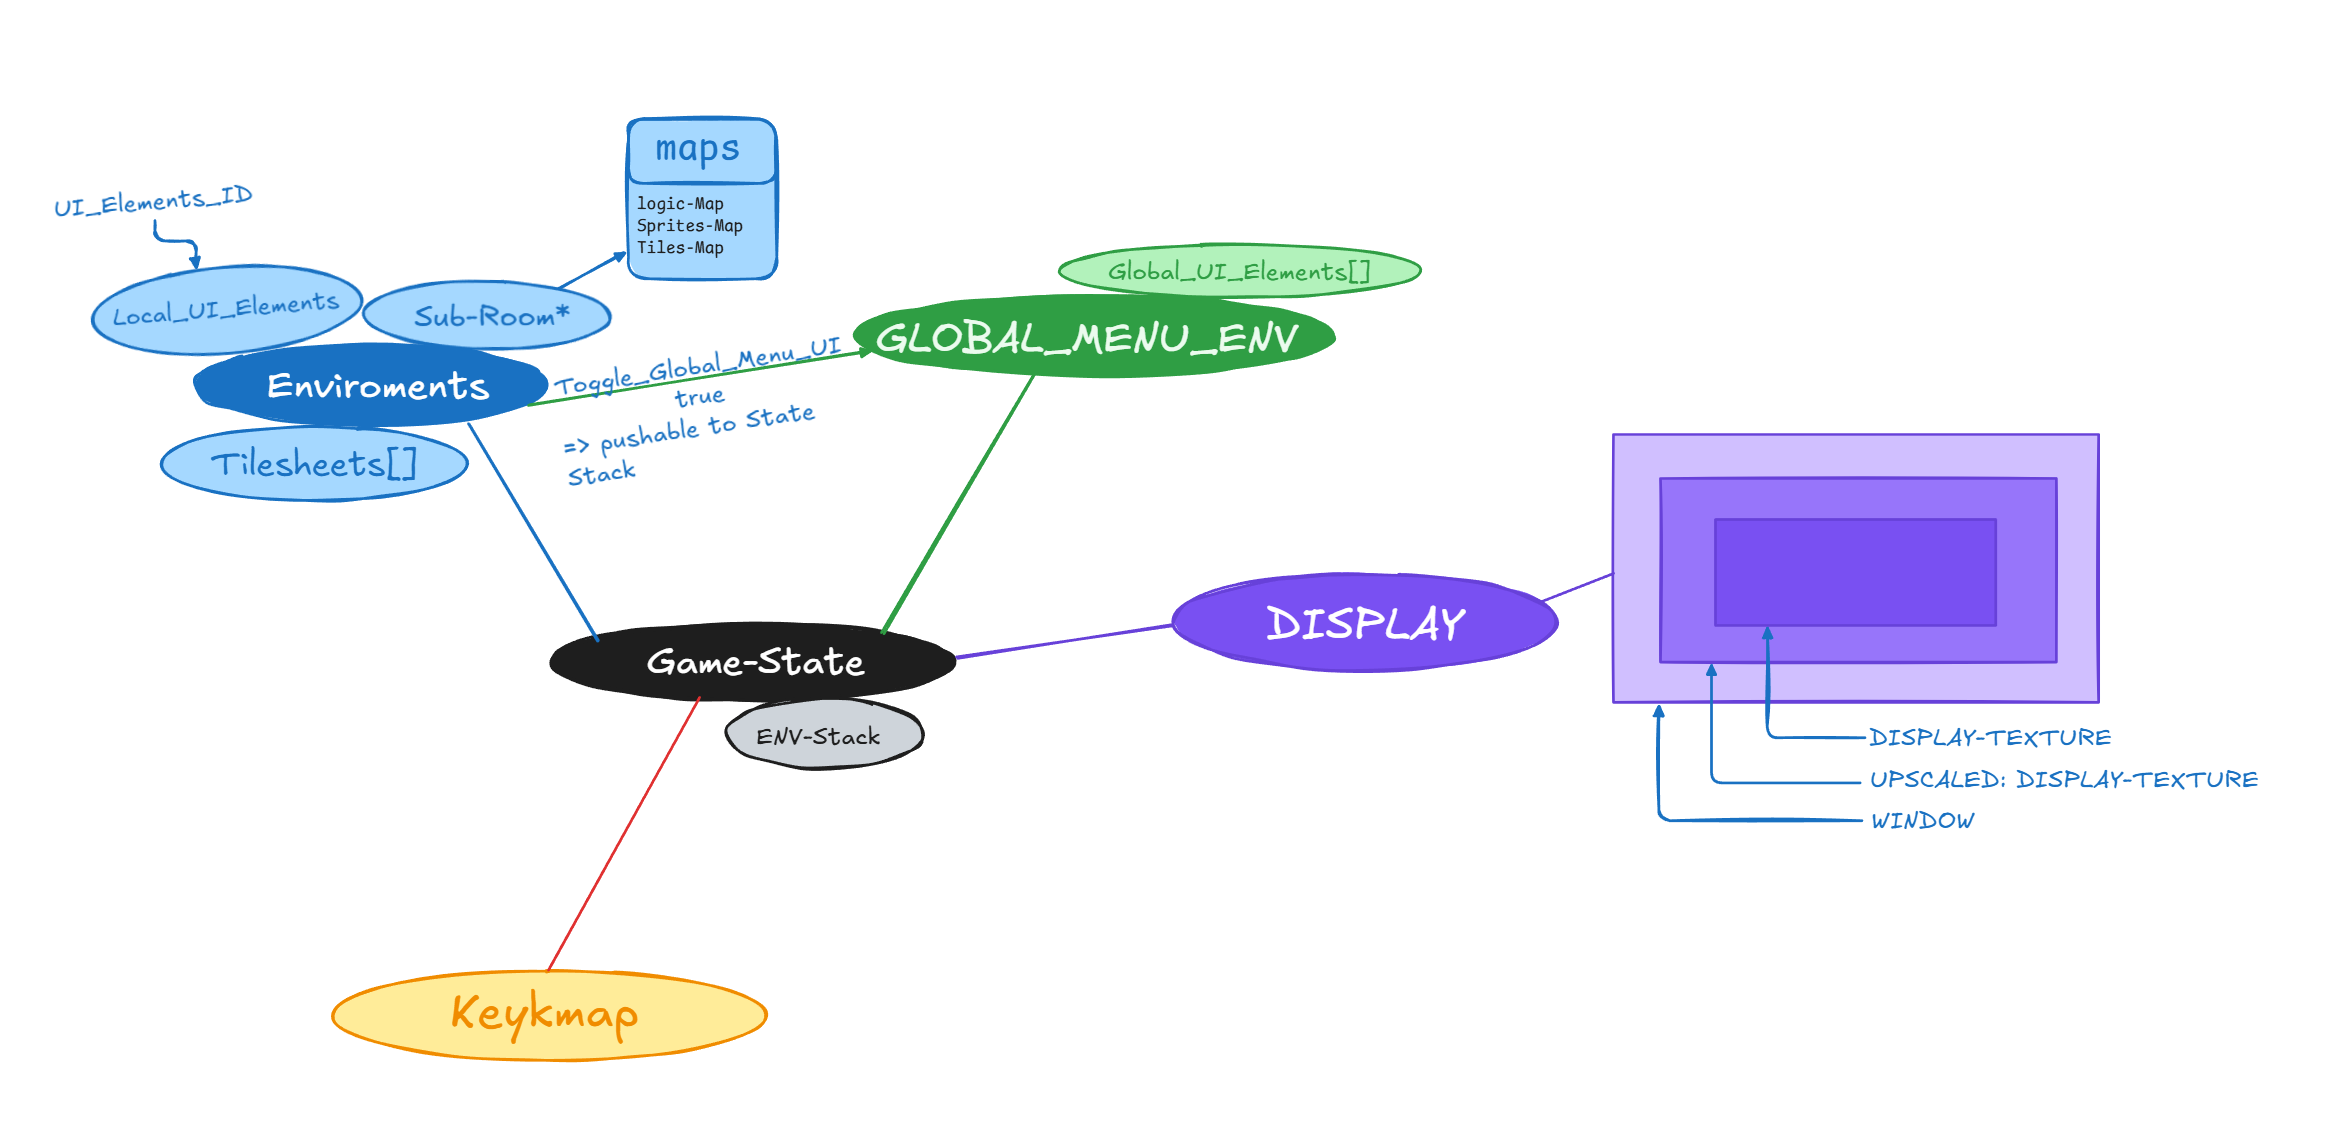 maps
logic-Map
Sprites-Map
Tiles-Map
UI_Elements_ID
Local_UI_Elements
Sub-Room*
Enviroments
Tilesheets[]
Toggle_Global_Menu_UI
true
=> pushable to State
Stack
Global_UI_Elements[]
GLOBAL_MENU_ENV
Game-State
ENV-Stack
DISPLAY
DISPLAY-TEXTURE
UPSCALED: DISPLAY-TEXTURE
WINDOW
Keykmap